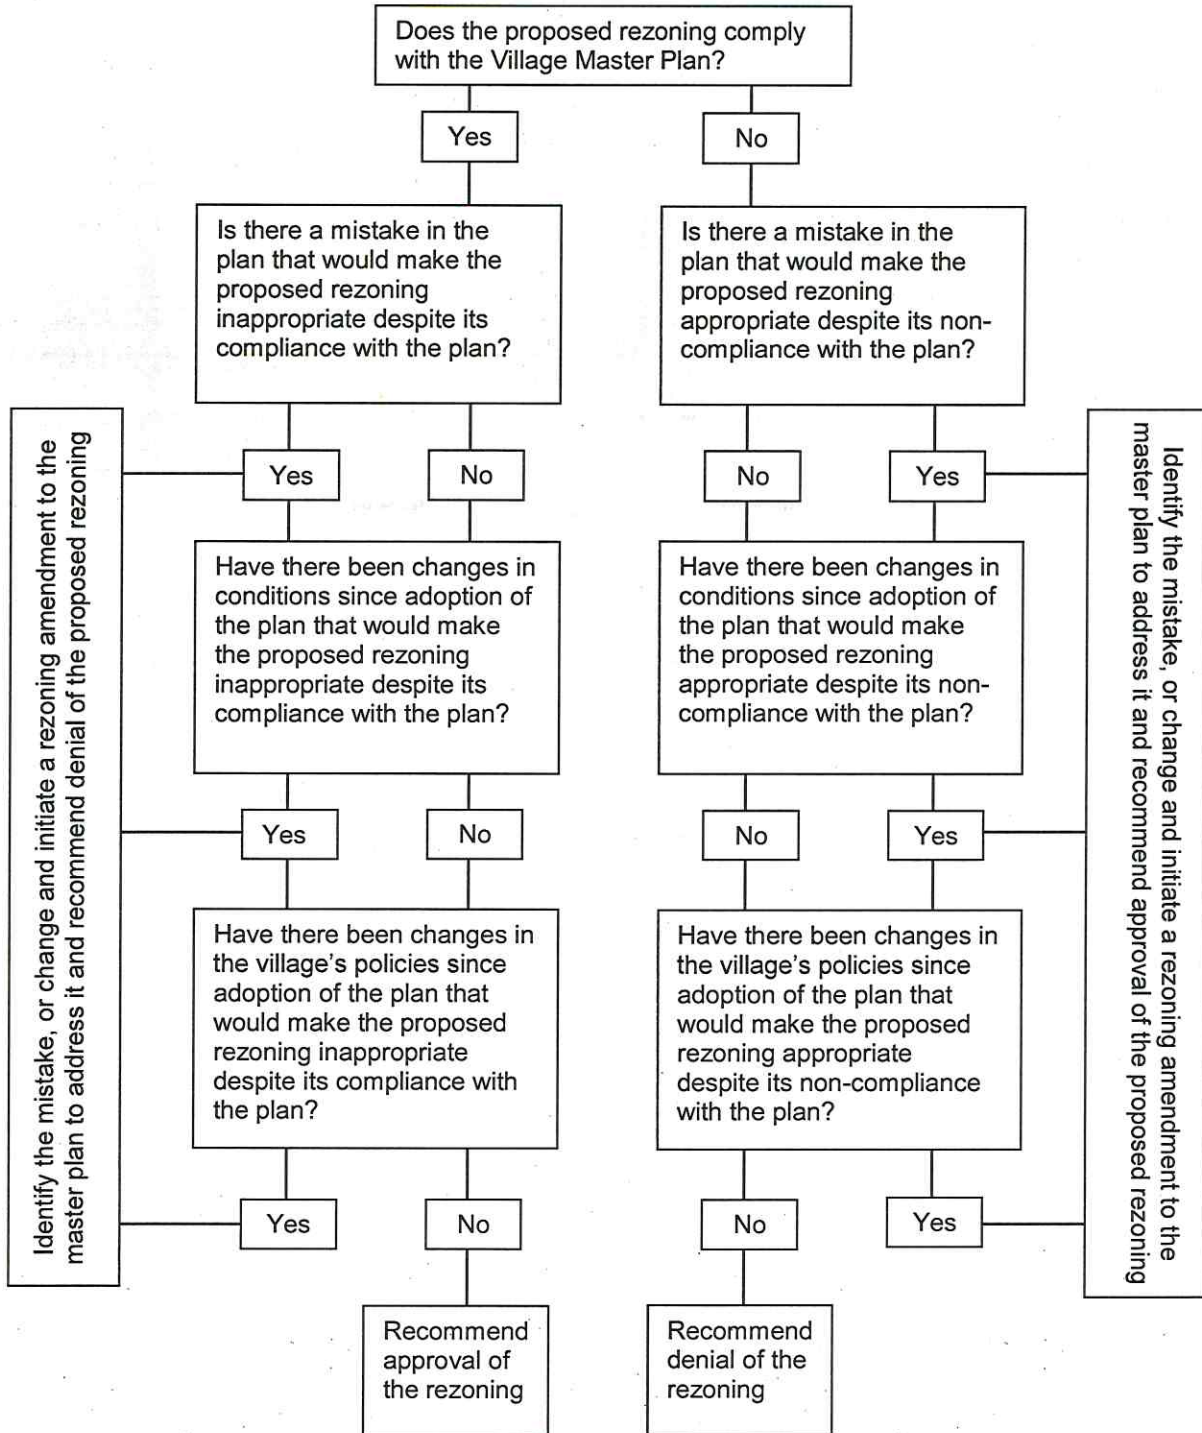 Does the proposed rezoning comply
with the Village Master Plan?
Yes
No
Is there a mistake in the
plan that would make the
proposed rezoning
inappropriate despite its
compliance with the plan?
Is there a mistake in the
plan that would make the
proposed rezoning
appropriate despite its non-
compliance with the plan?
Identify the mistake, or change and initiate a rezoning amendment to the
master plan to address it and recommend denial of the proposed rezoning
Yes
No
No
Yes
Identify the mistake, or change and initiate a rezoning amendment to the
master plan to address it and recommend approval of the proposed rezoning
Have there been changes in
conditions since adoption of
the plan that would make
the proposed rezoning
inappropriate despite its
compliance with the plan?
Have there been changes in
conditions since adoption of
the plan that would make
the proposed rezoning
appropriate despite its non-
compliance with the plan?
Yes
No
No
Yes
Have there been changes in
the village's policies since
adoption of the plan that
would make the proposed
rezoning inappropriate
despite its compliance with
the plan?
Have there been changes in
the village's policies since
adoption of the plan that
would make the proposed
rezoning appropriate
despite its non-compliance
with the plan?
Yes
No
No
Yes
Recommend
approval of
the rezoning
Recommend
denial of the
rezoning